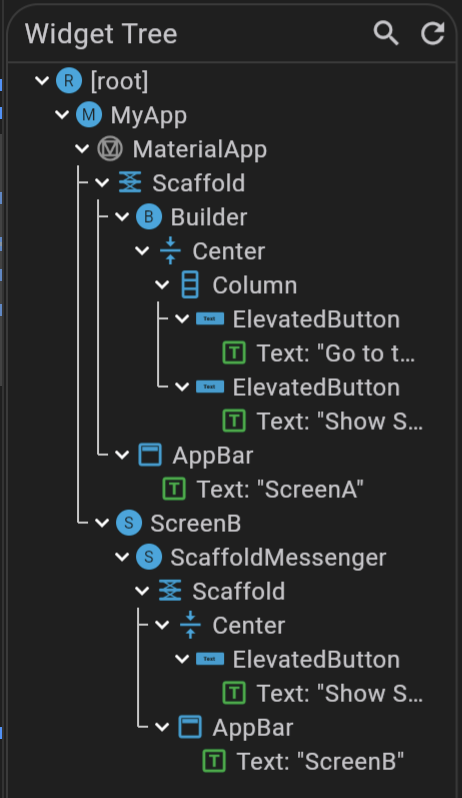 Widget Tree
R [root]
M MyApp
MaterialApp
Scaffold
B Builder
Center
Column
Text ElevatedButton
T Text: "Go to t...
Text ElevatedButton
T Text: "Show S...
AppBar
T Text: "ScreenA"
S ScreenB
S ScaffoldMessenger
Scaffold
Center
Text ElevatedButton
T Text: "Show S...
AppBar
T Text: "ScreenB"